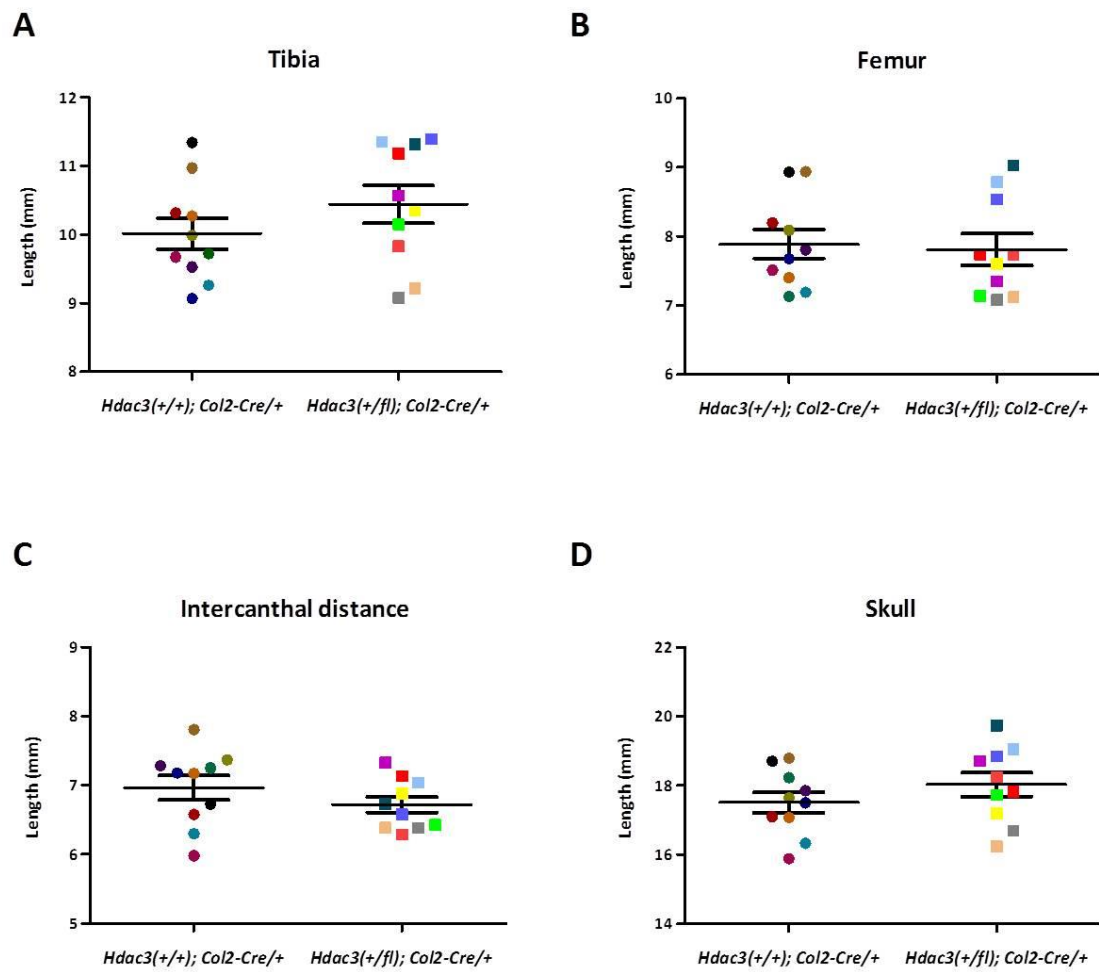 A
Tibia
12
11
10
9
8
Length (mm)
Hdac3(+/+); Col2-Cre/+
Hdac3(+/fl); Col2-Cre/+
B
Femur
10
9
8
7
6
Length (mm)
Hdac3(+/+); Col2-Cre/+
Hdac3(+/fl); Col2-Cre/+
C
Intercanthal distance
9
8
7
6
5
Length (mm)
Hdac3(+/+); Col2-Cre/+
Hdac3(+/fl); Col2-Cre/+
D
Skull
22
20
18
16
14
Length (mm)
Hdac3(+/+); Col2-Cre/+
Hdac3(+/fl); Col2-Cre/+